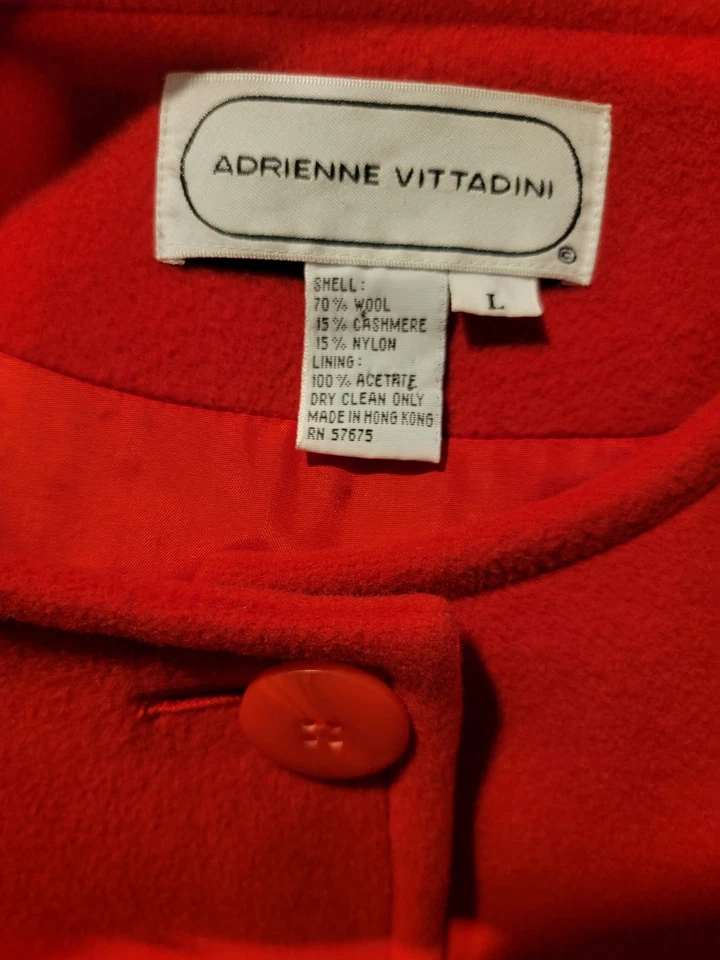 ADRIENNE VITTADINI
©
SHELL:
70% WOOL
15% CASHMERE
15% NYLON
LINING:
100% ACETATE
DRY CLEAN ONLY
MADE IN HONG KONG
RN 57675
L